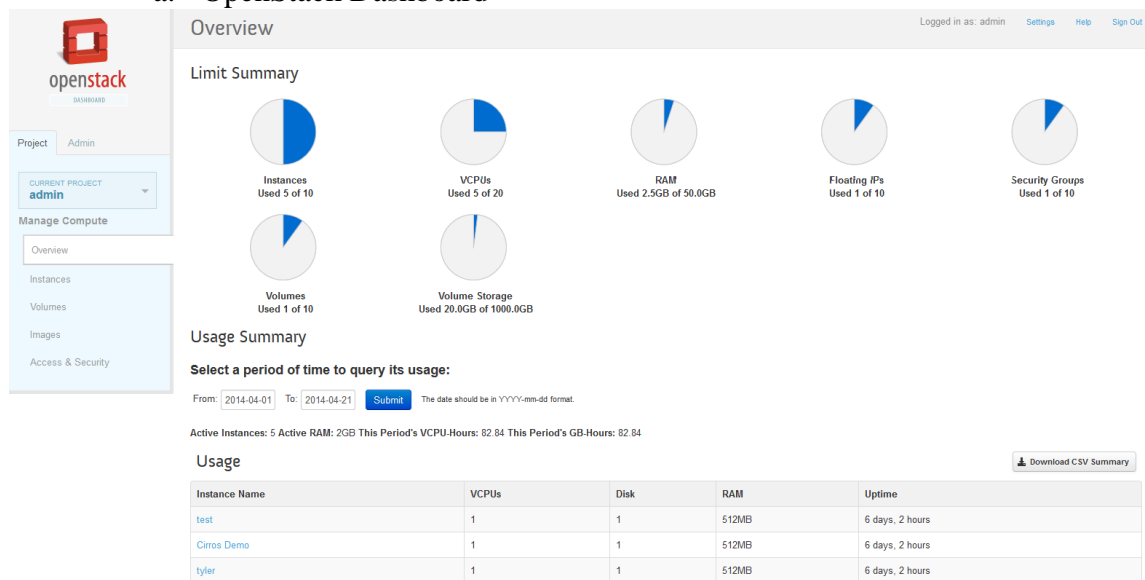 a. OpenStack Dashboard
openstack
DASHBOARD
Project Admin
CURRENT PROJECT
admin
Manage Compute
Overview
Instances
Volumes
Images
Access & Security
Overview
Logged in as: admin Settings Help Sign Out
Limit Summary
Instances
Used 5 of 10
VCPUs
Used 5 of 20
RAM
Used 2.5GB of 50.0GB
Floating IPs
Used 1 of 10
Security Groups
Used 1 of 10
Volumes
Used 1 of 10
Volume Storage
Used 20.0GB of 1000.0GB
Usage Summary
Select a period of time to query its usage:
From: 2014-04-01 To: 2014-04-21 Submit The date should be in YYYY-mm-dd format.
Active Instances: 5 Active RAM: 2GB This Period's VCPU-Hours: 82.84 This Period's GB-Hours: 82.84
Usage
Download CSV Summary
Instance Name VCPUs Disk RAM Uptime
test 1 1 512MB 6 days, 2 hours
Cirros Demo 1 1 512MB 6 days, 2 hours
tyler 1 1 512MB 6 days, 2 hours